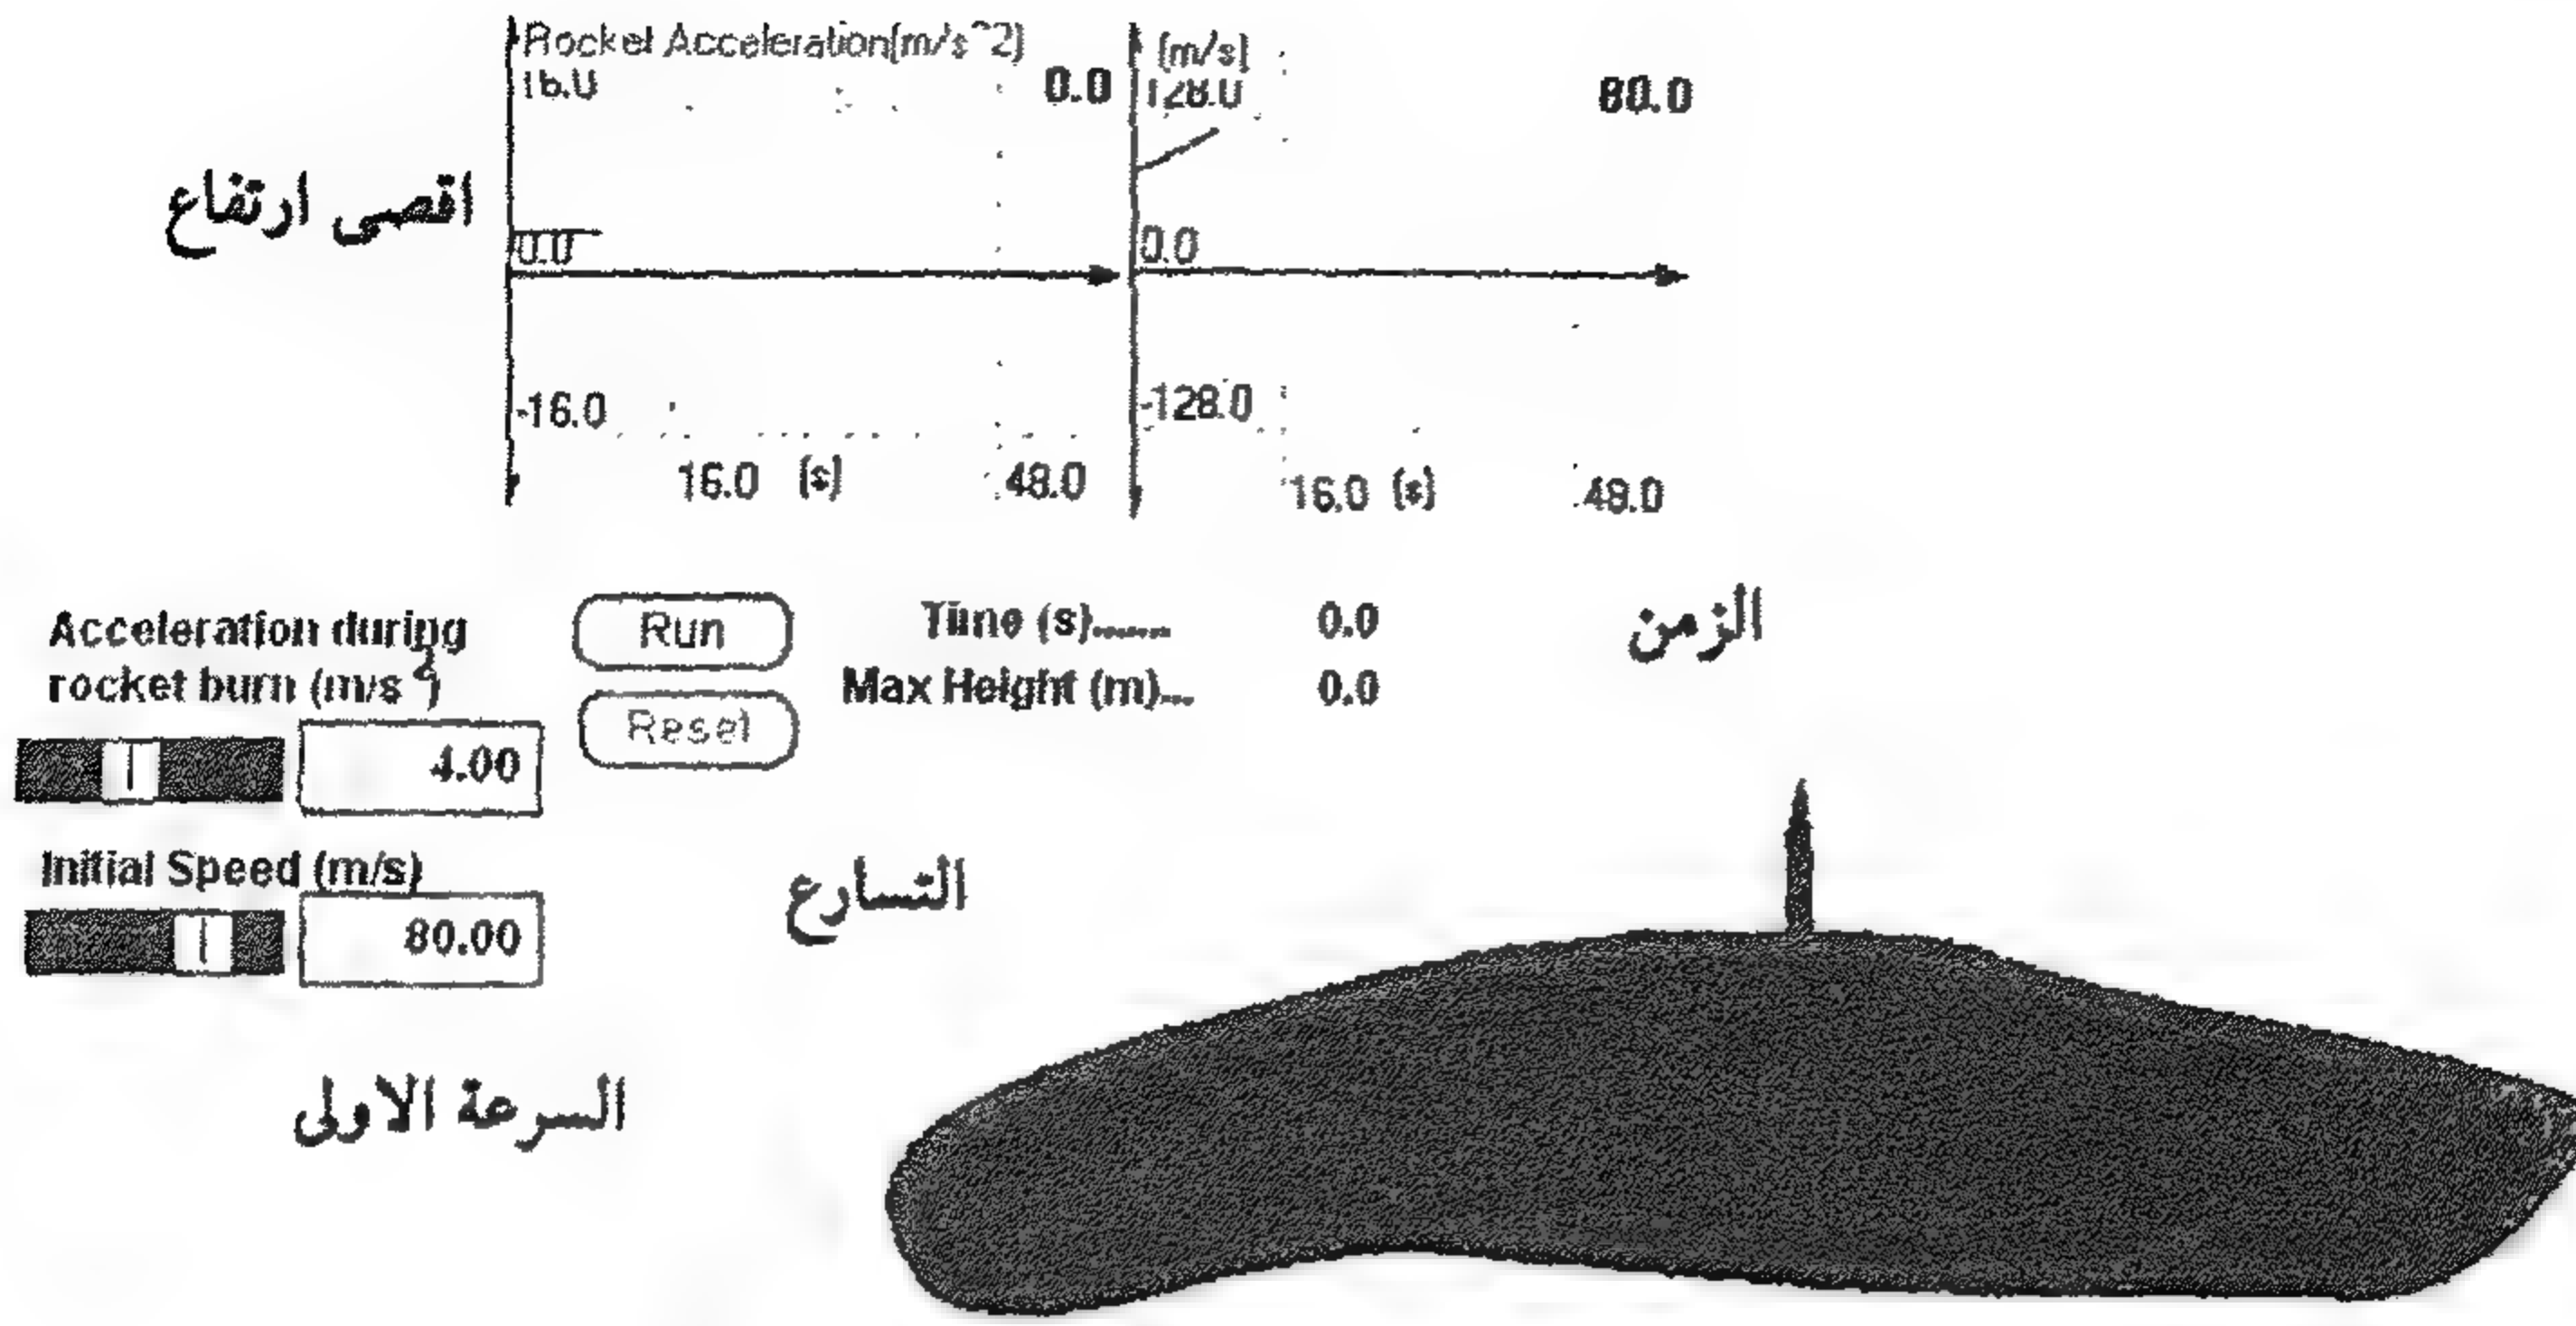 Rocket Acceleration(m/s^2)
16.0
0.0
(m/s)
128.0
80.0
اقصى ارتفاع
0.0
0.0
-16.0
-128.0
16.0 (s) 48.0
16.0 (s) 48.0
Acceleration during
rocket burn (m/s²)
4.00
Run
Reset
Time (s)....... 0.0
Max Height (m)... 0.0
الزمن
Initial Speed (m/s)
80.00
التسارع
السرعة الاولى